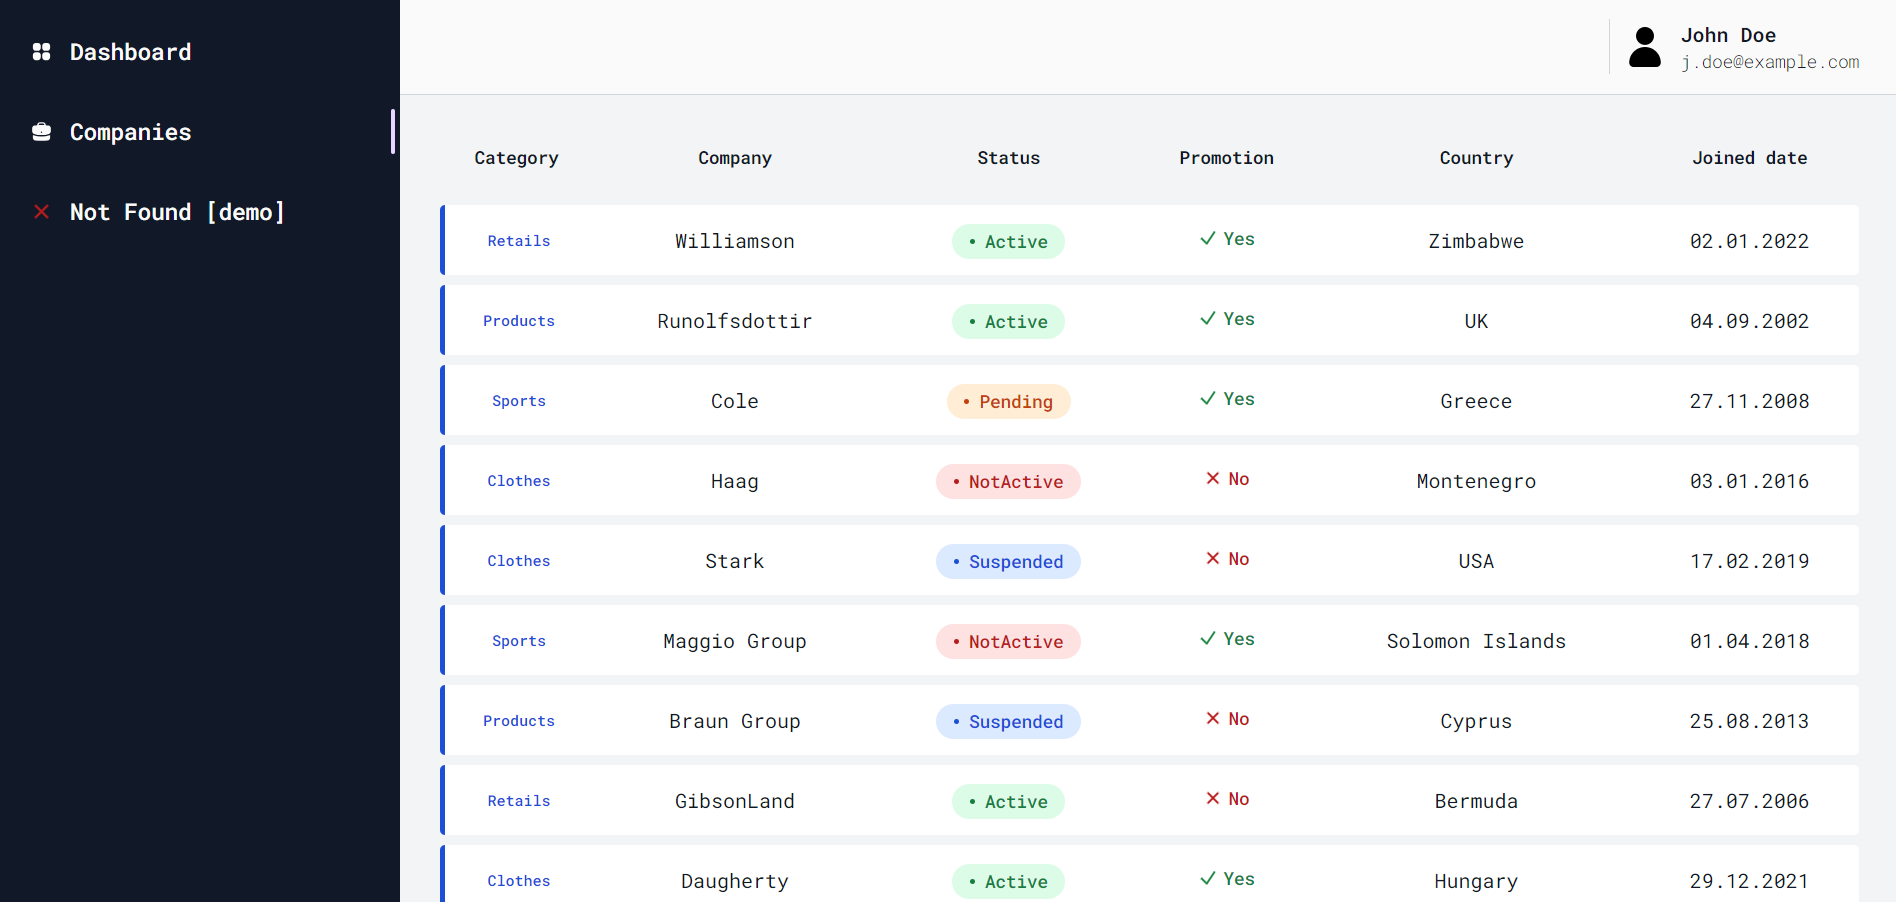 Dashboard
Companies
Not Found [demo]
John Doe
j.doe@example.com
Category Company Status Promotion Country Joined date
Retails Williamson • Active Yes Zimbabwe 02.01.2022
Products Runolfsdottir • Active Yes UK 04.09.2002
Sports Cole • Pending Yes Greece 27.11.2008
Clothes Haag • NotActive No Montenegro 03.01.2016
Clothes Stark • Suspended No USA 17.02.2019
Sports Maggio Group • NotActive Yes Solomon Islands 01.04.2018
Products Braun Group • Suspended No Cyprus 25.08.2013
Retails GibsonLand • Active No Bermuda 27.07.2006
Clothes Daugherty • Active Yes Hungary 29.12.2021